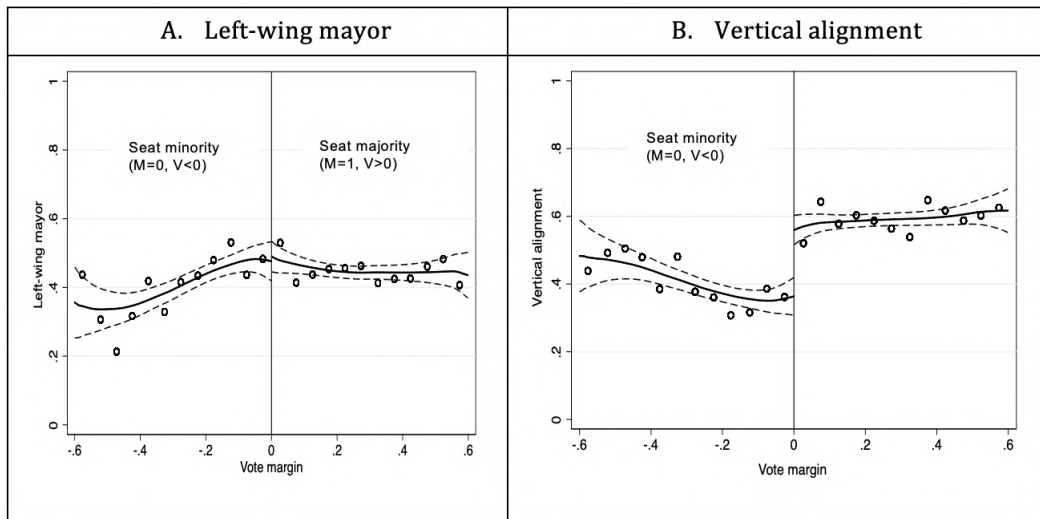 A. Left-wing mayor
B. Vertical alignment
1
.8
.6
.4
.2
0
Left-wing mayor
Seat minority
(M=0, V<0)
Seat majority
(M=1, V>0)
-.6
-.4
-.2
0
.2
.4
.6
Vote margin
1
.8
.6
.4
.2
0
Vertical alignment
Seat minority
(M=0, V<0)
-.6
-.4
-.2
0
.2
.4
.6
Vote margin